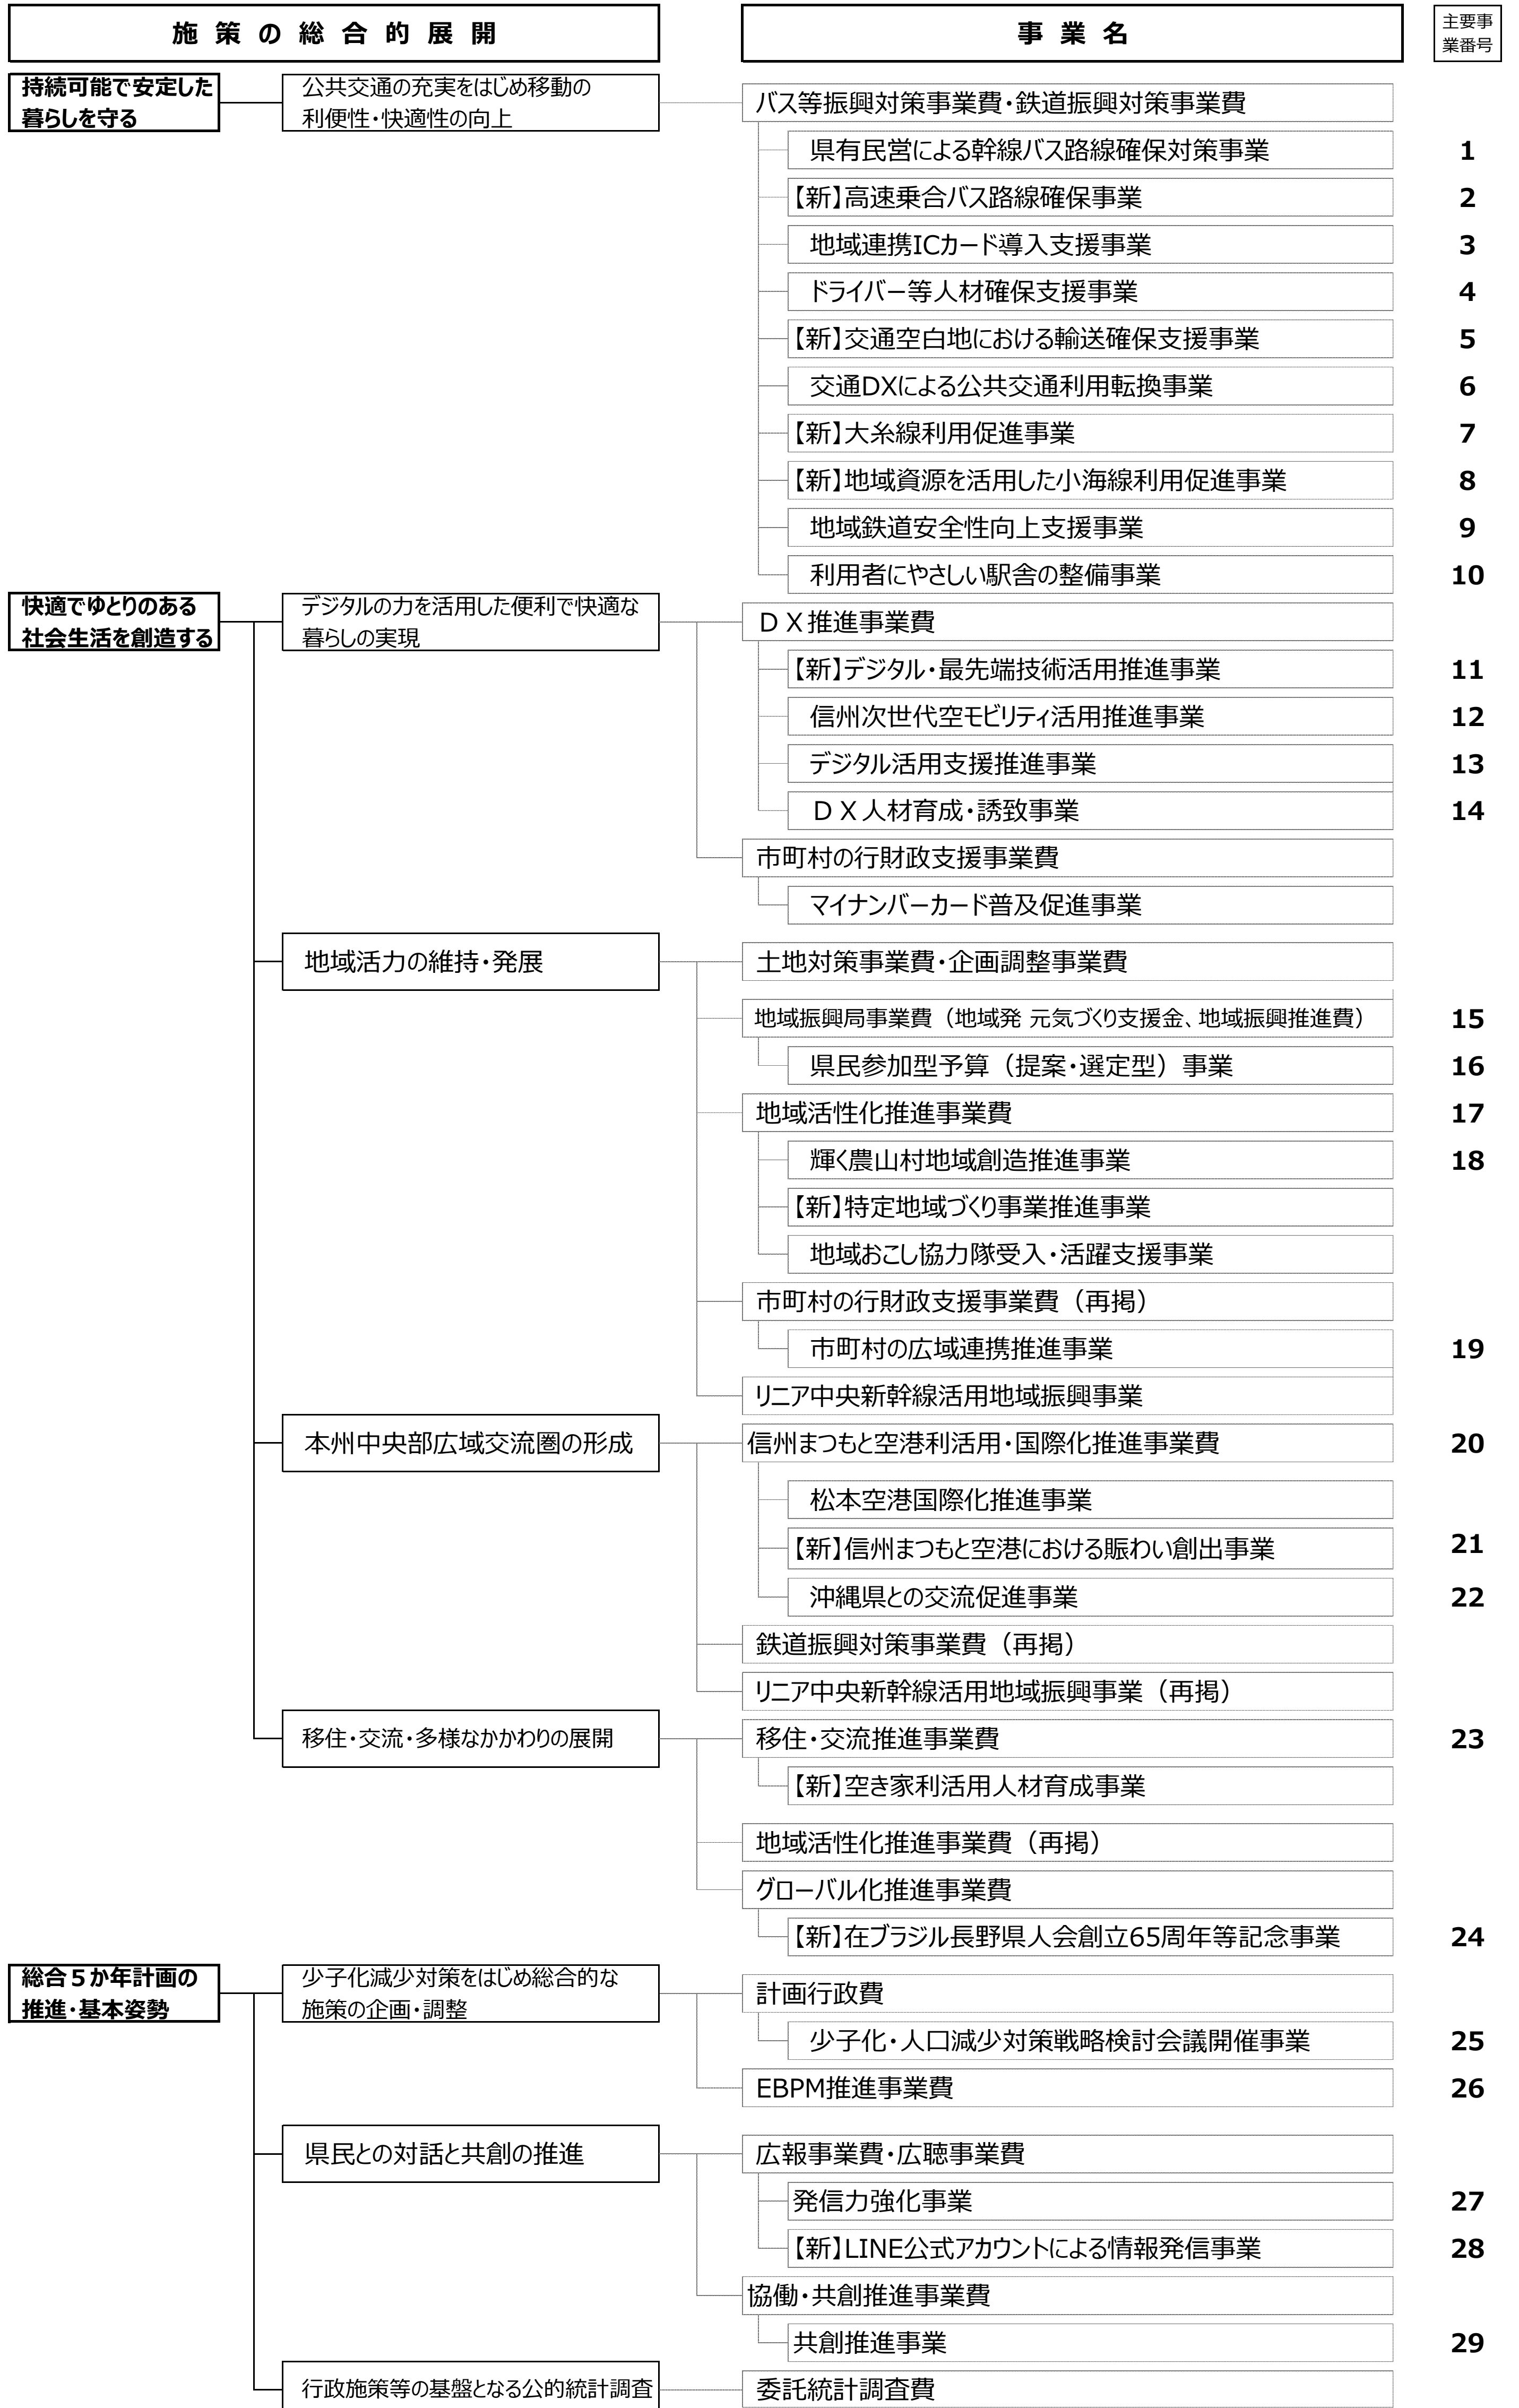 施策の総合的展開
事業名
主要事
業番号
持続可能で安定した
暮らしを守る
公共交通の充実をはじめ移動の
利便性・快適性の向上
バス等振興対策事業費・鉄道振興対策事業費
県有民営による幹線バス路線確保対策事業
1
【新】高速乗合バス路線確保事業
2
地域連携ICカード導入支援事業
3
ドライバー等人材確保支援事業
4
【新】交通空白地における輸送確保支援事業
5
交通DXによる公共交通利用転換事業
6
【新】大糸線利用促進事業
7
【新】地域資源を活用した小海線利用促進事業
8
地域鉄道安全性向上支援事業
9
利用者にやさしい駅舎の整備事業
10
快適でゆとりのある
社会生活を創造する
デジタルの力を活用した便利で快適な
暮らしの実現
ＤＸ推進事業費
【新】デジタル・最先端技術活用推進事業
11
信州次世代空モビリティ活用推進事業
12
デジタル活用支援推進事業
13
ＤＸ人材育成・誘致事業
14
市町村の行財政支援事業費
マイナンバーカード普及促進事業
地域活力の維持・発展
土地対策事業費・企画調整事業費
地域振興局事業費（地域発 元気づくり支援金、地域振興推進費）
15
県民参加型予算（提案・選定型）事業
16
地域活性化推進事業費
17
輝く農山村地域創造推進事業
18
【新】特定地域づくり事業推進事業
地域おこし協力隊受入・活躍支援事業
市町村の行財政支援事業費（再掲）
市町村の広域連携推進事業
19
リニア中央新幹線活用地域振興事業
本州中央部広域交流圏の形成
信州まつもと空港利活用・国際化推進事業費
20
松本空港国際化推進事業
【新】信州まつもと空港における賑わい創出事業
21
沖縄県との交流促進事業
22
鉄道振興対策事業費（再掲）
リニア中央新幹線活用地域振興事業（再掲）
移住・交流・多様なかかわりの展開
移住・交流推進事業費
23
【新】空き家利活用人材育成事業
地域活性化推進事業費（再掲）
グローバル化推進事業費
【新】在ブラジル長野県人会創立65周年等記念事業
24
総合５か年計画の
推進・基本姿勢
少子化減少対策をはじめ総合的な
施策の企画・調整
計画行政費
少子化・人口減少対策戦略検討会議開催事業
25
EBPM推進事業費
26
県民との対話と共創の推進
広報事業費・広聴事業費
発信力強化事業
27
【新】LINE公式アカウントによる情報発信事業
28
協働・共創推進事業費
共創推進事業
29
行政施策等の基盤となる公的統計調査
委託統計調査費